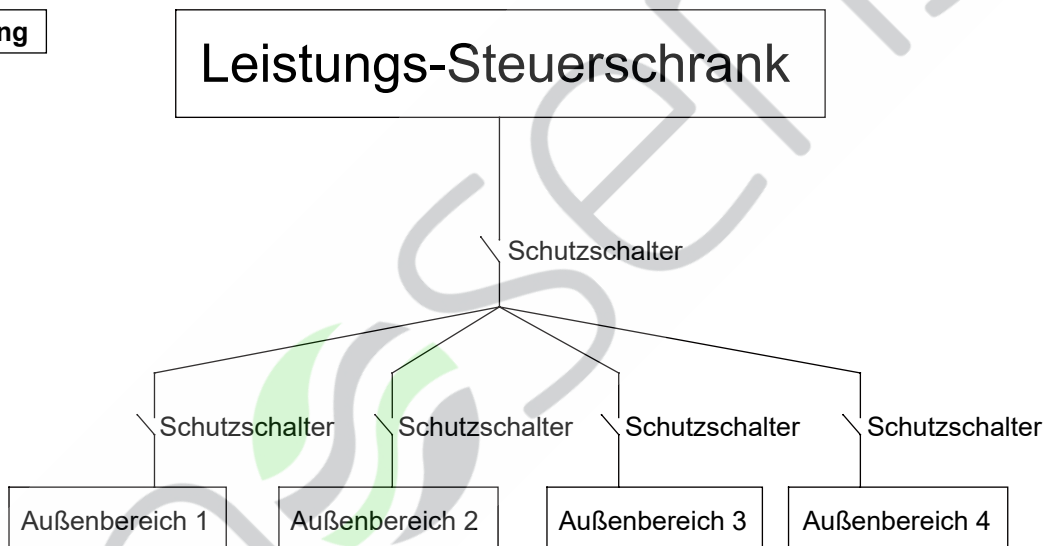 ng
Leistungs-Steuerschrank
Schutzschalter
Schutzschalter Schutzschalter Schutzschalter Schutzschalter
Außenbereich 1 Außenbereich 2 Außenbereich 3 Außenbereich 4